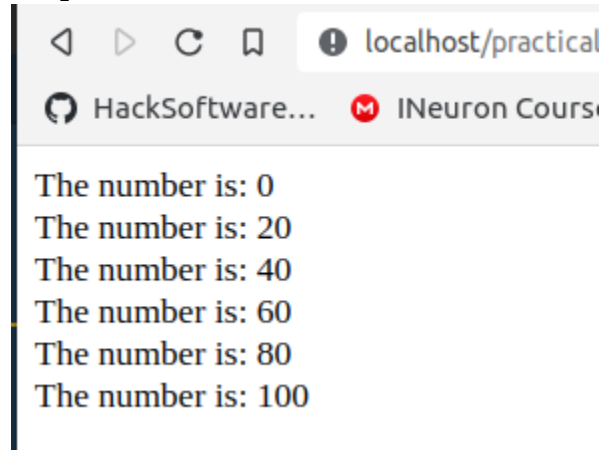 localhost/practical
HackSoftware... INeuron Cours
The number is: 0
The number is: 20
The number is: 40
The number is: 60
The number is: 80
The number is: 100